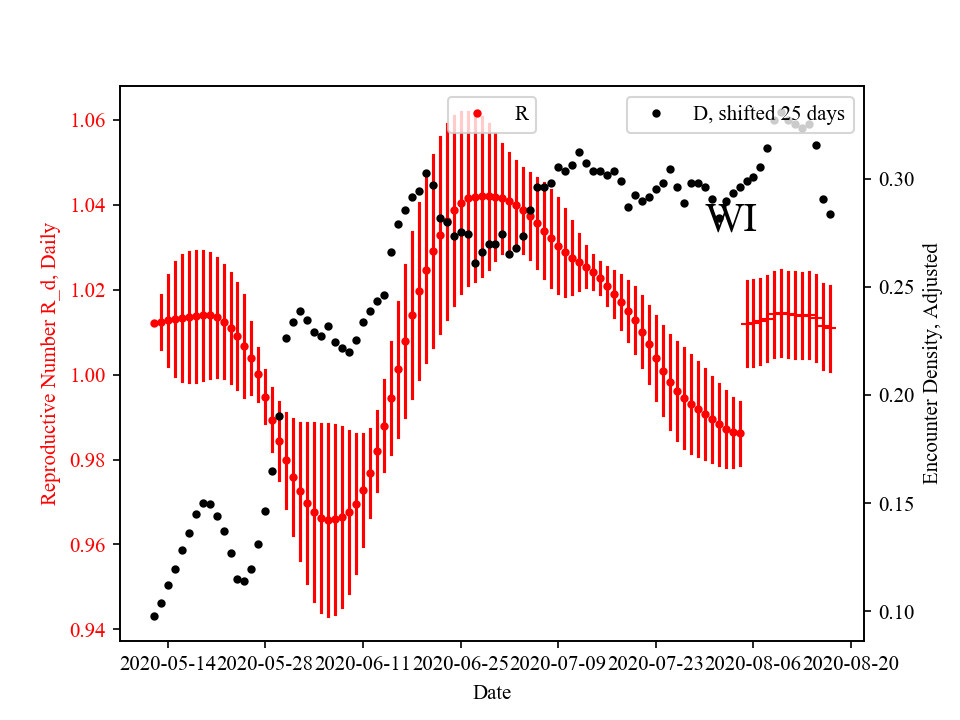 R
D, shifted 25 days
WI
Reproductive Number R_d, Daily
1.06
1.04
1.02
1.00
0.98
0.96
0.94
Encounter Density, Adjusted
0.30
0.25
0.20
0.15
0.10
2020-05-14 2020-05-28 2020-06-11 2020-06-25 2020-07-09 2020-07-23 2020-08-06 2020-08-20
Date